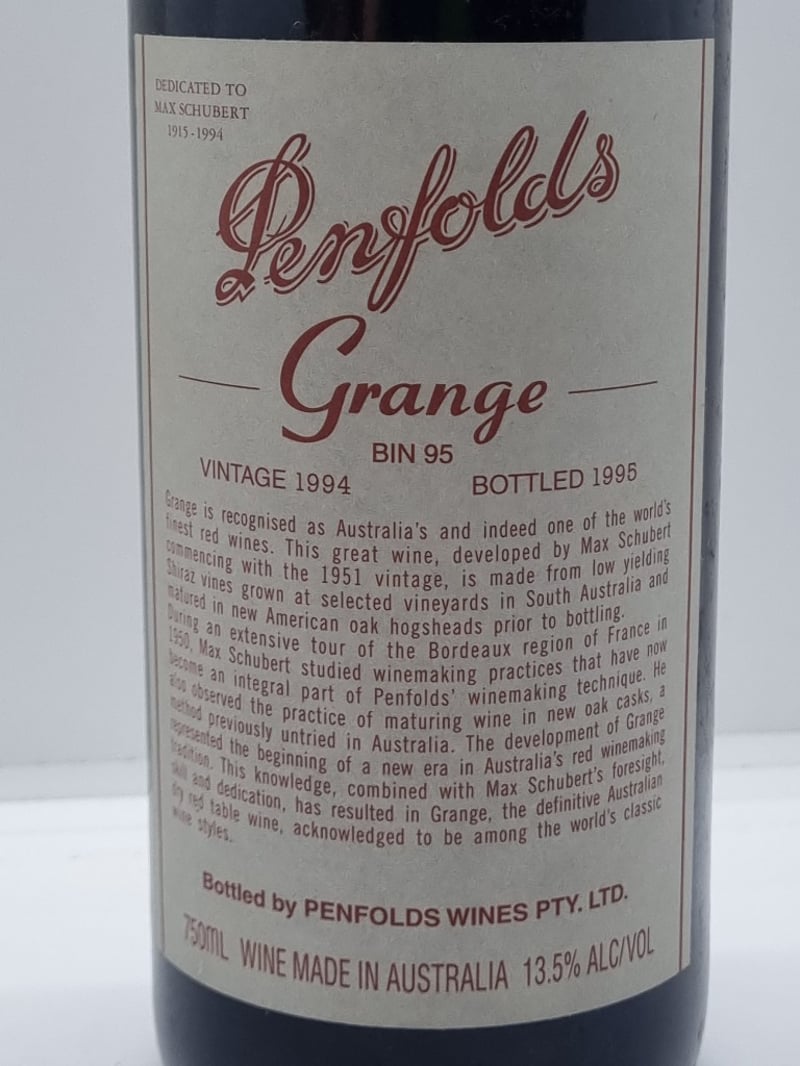 DEDICATED TO
MAX SCHUBERT
1915-1994
Penfolds
Grange
BIN 95
VINTAGE 1994 BOTTLED 1995
Grange is recognised as Australia's and indeed one of the world's
finest red wines. This great wine, developed by Max Schubert
commencing with the 1951 vintage, is made from low yielding
Shiraz vines grown at selected vineyards in South Australia and
matured in new American oak hogsheads prior to bottling.
During an extensive tour of the Bordeaux region of France in
1950, Max Schubert studied winemaking practices that have now
become an integral part of Penfolds' winemaking technique. He
also observed the practice of maturing wine in new oak casks, a
method previously untried in Australia. The development of Grange
represented the beginning of a new era in Australia's red winemaking
tradition. This knowledge, combined with Max Schubert's foresight,
skill and dedication, has resulted in Grange, the definitive Australian
dry red table wine, acknowledged to be among the world's classic
wine styles.
Bottled by PENFOLDS WINES PTY. LTD.
750mL WINE MADE IN AUSTRALIA 13.5% ALC/VOL